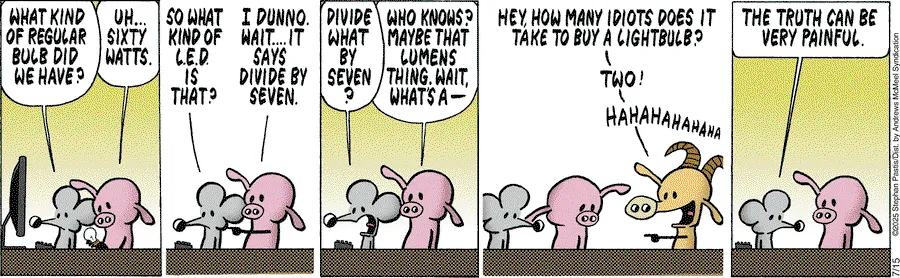 WHAT KIND
OF REGULAR
BULB DID
WE HAVE?
UH...
SIXTY
WATTS.
SO WHAT
KIND OF
L.E.D.
IS
THAT?
I DUNNO.
WAIT....IT
SAYS
DIVIDE BY
SEVEN.
DIVIDE
WHAT
BY
SEVEN
?
WHO KNOWS?
MAYBE THAT
LUMENS
THING. WAIT,
WHAT'S A—
HEY, HOW MANY IDIOTS DOES IT
TAKE TO BUY A LIGHTBULB?
TWO!
HAHAHAHAHAHA
THE TRUTH CAN BE
VERY PAINFUL.
©2025 Stephan Pastis/Dist. by Andrews McMeel Syndication
7/15